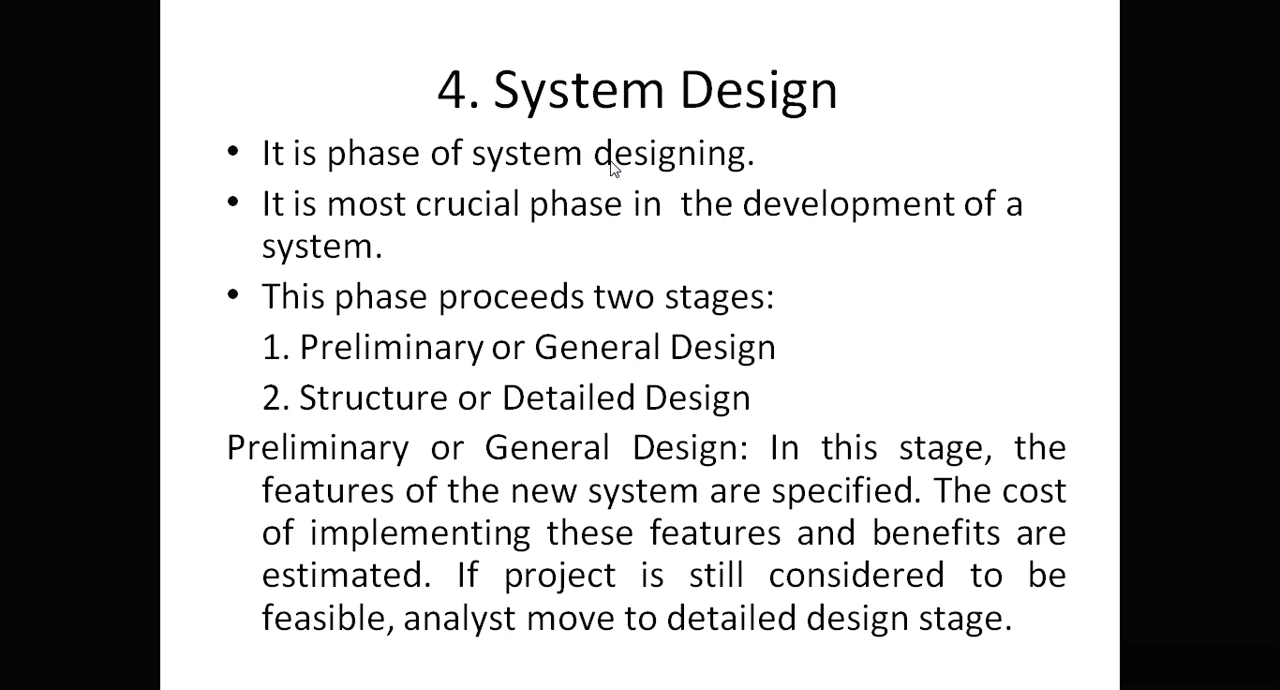 4. System Design
• It is phase of system designing.
• It is most crucial phase in the development of a
system.
• This phase proceeds two stages:
1. Preliminary or General Design
2. Structure or Detailed Design
Preliminary or General Design: In this stage, the
features of the new system are specified. The cost
of implementing these features and benefits are
estimated. If project is still considered to be
feasible, analyst move to detailed design stage.